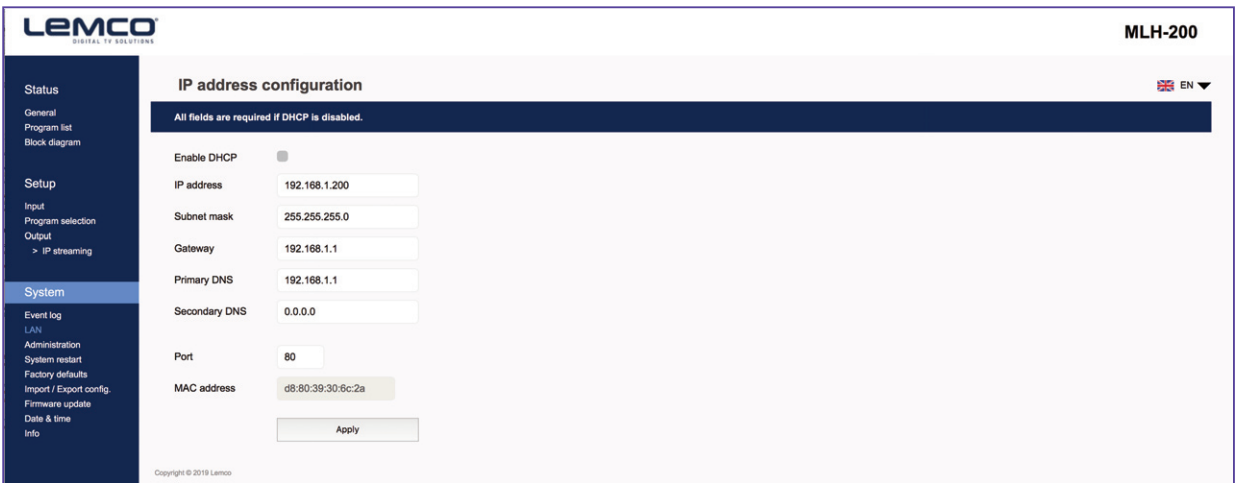 LEMCO
DIGITAL TV SOLUTIONS
MLH-200
Status
General
Program list
Block diagram
Setup
Input
Program selection
Output
> IP streaming
System
Event log
LAN
Administration
System restart
Factory defaults
Import / Export config.
Firmware update
Date & time
Info
IP address configuration
EN
All fields are required if DHCP is disabled.
Enable DHCP
IP address 192.168.1.200
Subnet mask 255.255.255.0
Gateway 192.168.1.1
Primary DNS 192.168.1.1
Secondary DNS 0.0.0.0
Port 80
MAC address d8:80:39:30:6c:2a
Apply
Copyright © 2019 Lemco